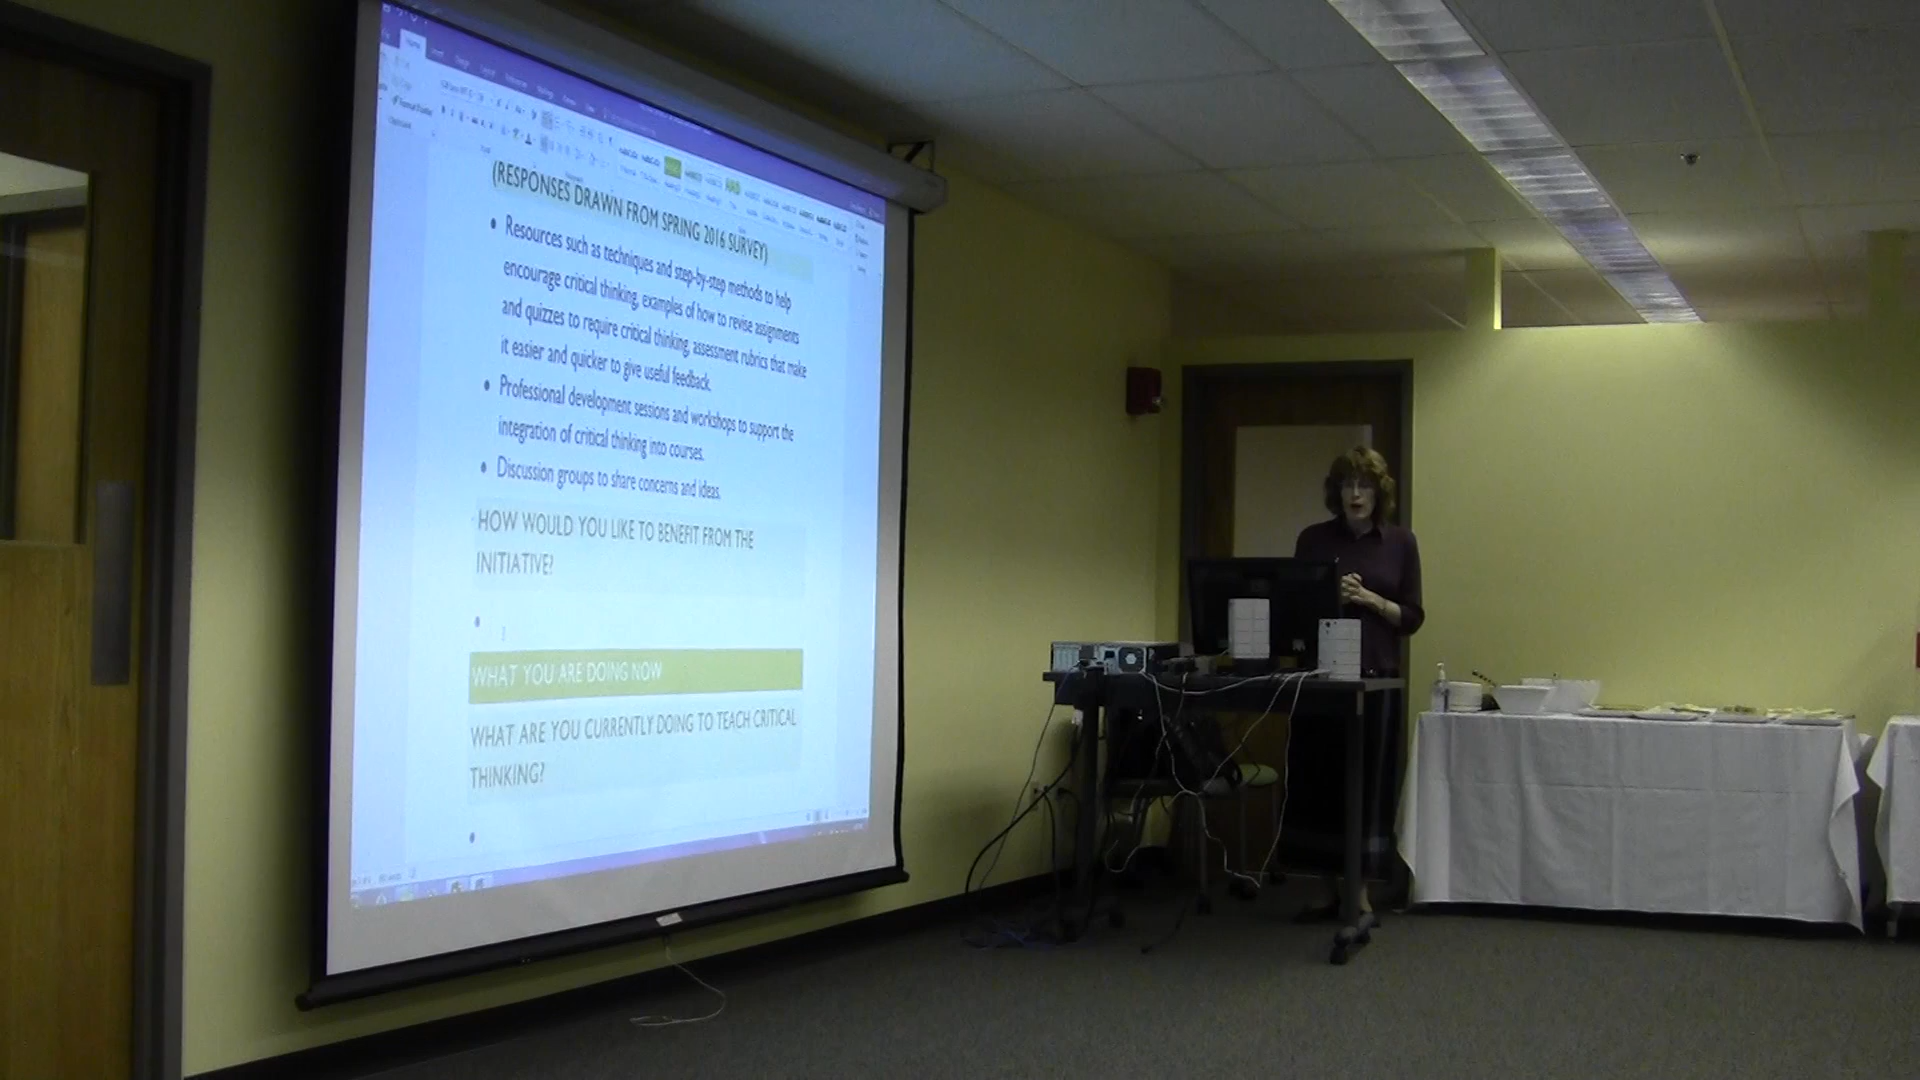 Home
Format Painter
Clipboard
(RESPONSES DRAWN FROM SPRING 2016 SURVEY)
• Resources such as techniques and step-by-step methods to help
encourage critical thinking, examples of how to revise assignments
and quizzes to require critical thinking, assessment rubrics that make
it easier and quicker to give useful feedback.
• Professional development sessions and workshops to support the
integration of critical thinking into courses.
• Discussion groups to share concerns and ideas.
HOW WOULD YOU LIKE TO BENEFIT FROM THE
INITIATIVE?
•
WHAT YOU ARE DOING NOW
WHAT ARE YOU CURRENTLY DOING TO TEACH CRITICAL
THINKING?
•